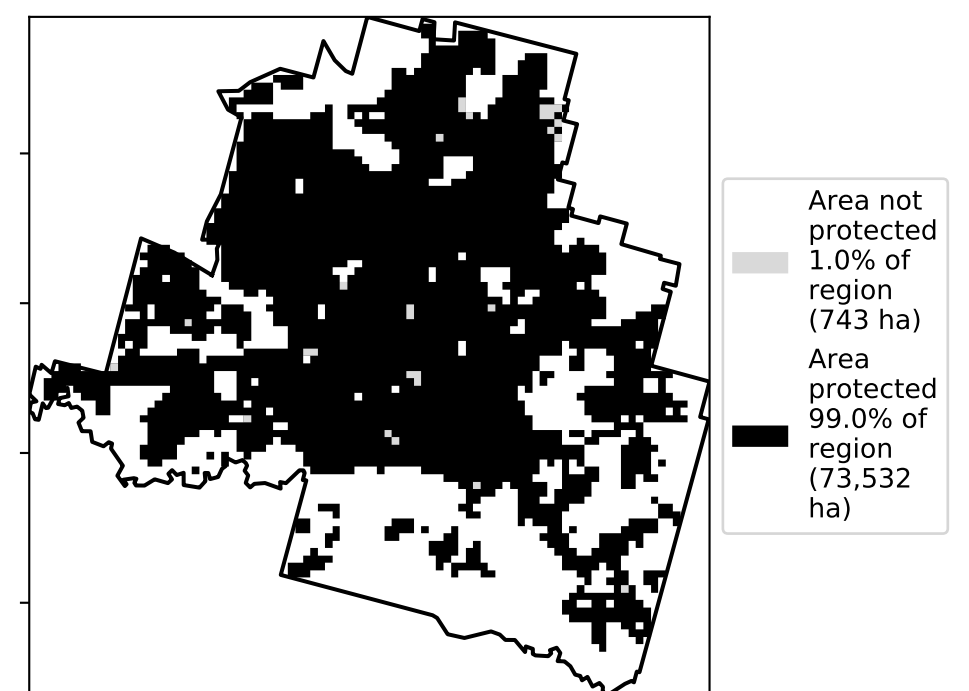 Area not
protected
1.0% of
region
(743 ha)
Area
protected
99.0% of
region
(73,532
ha)